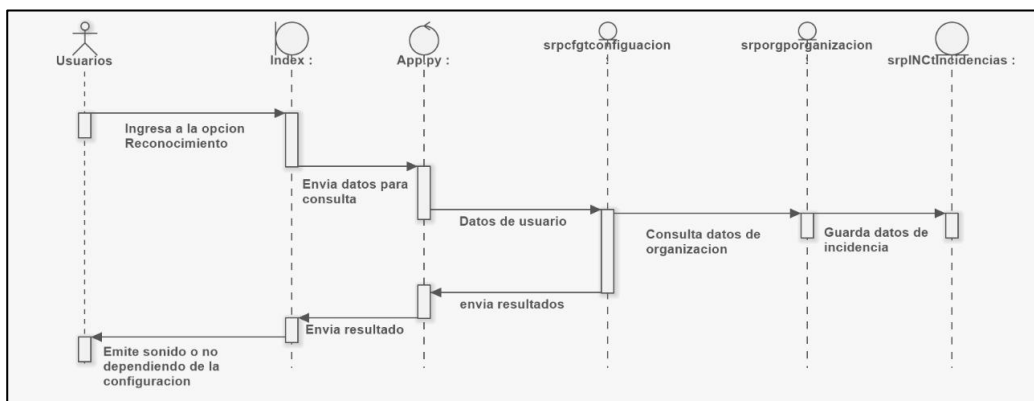 Usuarios
Index :
App|py :
srpcfgtconfiguacion
srporgporganizacion
srpINCtIncidencias :
:
:
Ingresa a la opcion
Reconocimiento
Envia datos para
consulta
Datos de usuario
Consulta datos de
organizacion
Guarda datos de
incidencia
envia resultados
Envia resultado
Emite sonido o no
dependiendo de la
configuracion